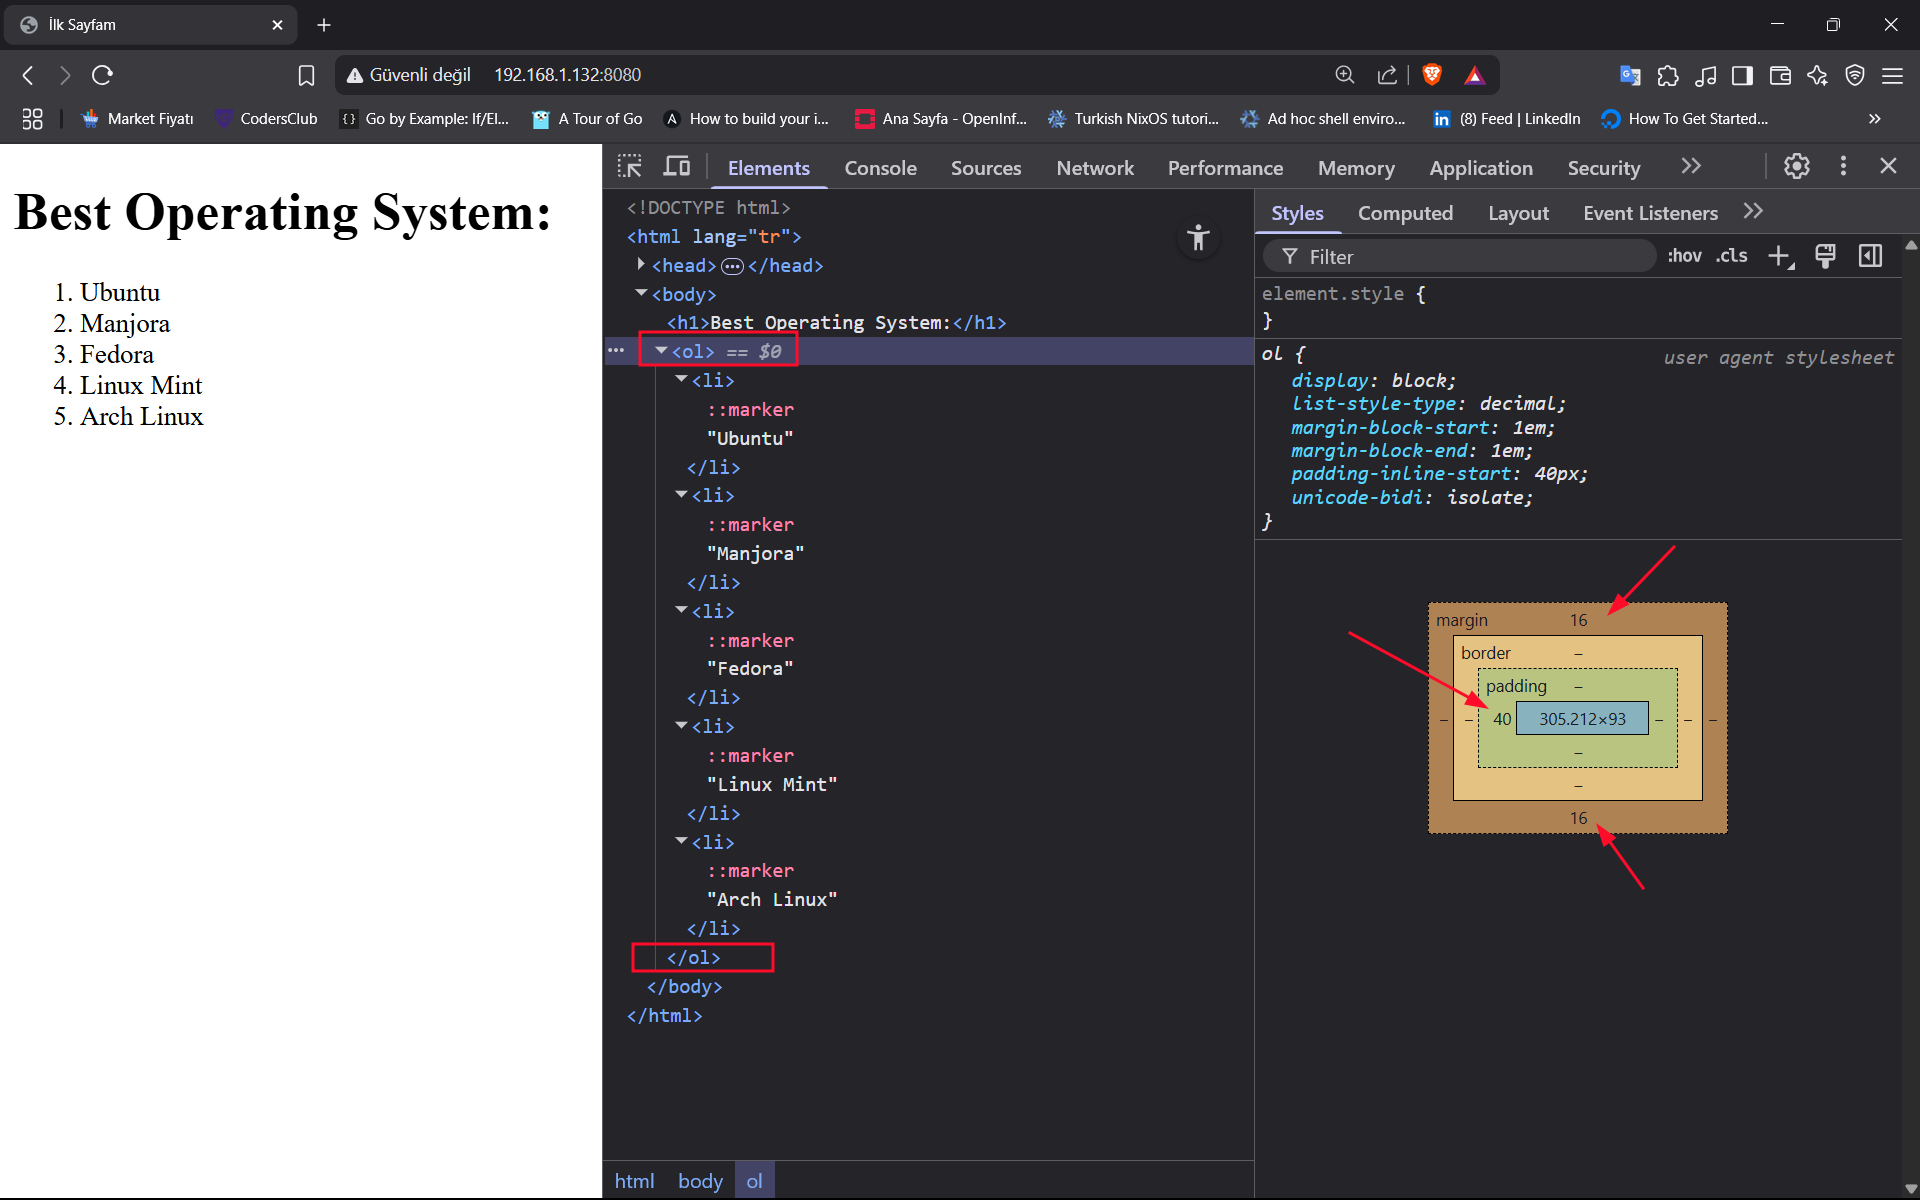 İlk Sayfam
Güvenli değil 192.168.1.132:8080
Market Fiyatı CodersClub Go by Example: If/El... A Tour of Go How to build your i... Ana Sayfa - OpenInf... Turkish NixOS tutori... Ad hoc shell enviro... (8) Feed | LinkedIn How To Get Started...
Best Operating System:
1. Ubuntu
2. Manjora
3. Fedora
4. Linux Mint
5. Arch Linux
Elements Console Sources Network Performance Memory Application Security
<!DOCTYPE html>
<html lang="tr">
<head>…</head>
<body>
<h1>Best Operating System:</h1>
<ol> == $0
<li>
::marker
"Ubuntu"
</li>
<li>
::marker
"Manjora"
</li>
<li>
::marker
"Fedora"
</li>
<li>
::marker
"Linux Mint"
</li>
<li>
::marker
"Arch Linux"
</li>
</ol>
</body>
</html>
html body ol
Styles Computed Layout Event Listeners
Filter :hov .cls
element.style {
}
ol { user agent stylesheet
display: block;
list-style-type: decimal;
margin-block-start: 1em;
margin-block-end: 1em;
padding-inline-start: 40px;
unicode-bidi: isolate;
}
margin 16
border –
padding –
– – 40 305.212×93 – – –
–
–
16